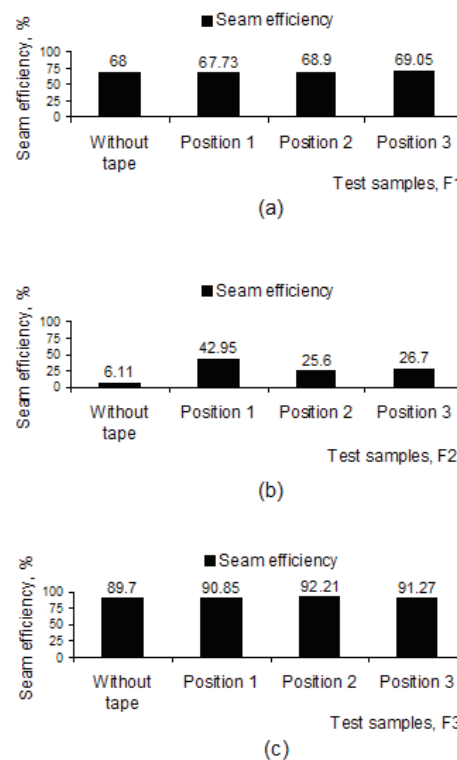 Seam efficiency
Seam efficiency, %
100
75
50
25
0
68 67.73 68.9 69.05
Without tape Position 1 Position 2 Position 3
Test samples, F1
(a)
Seam efficiency
Seam efficiency, %
100
75
50
25
0
6.11 42.95 25.6 26.7
Without tape Position 1 Position 2 Position 3
Test samples, F2
(b)
Seam efficiency
Seam efficiency, %
100
75
50
25
0
89.7 90.85 92.21 91.27
Without tape Position 1 Position 2 Position 3
Test samples, F3
(c)